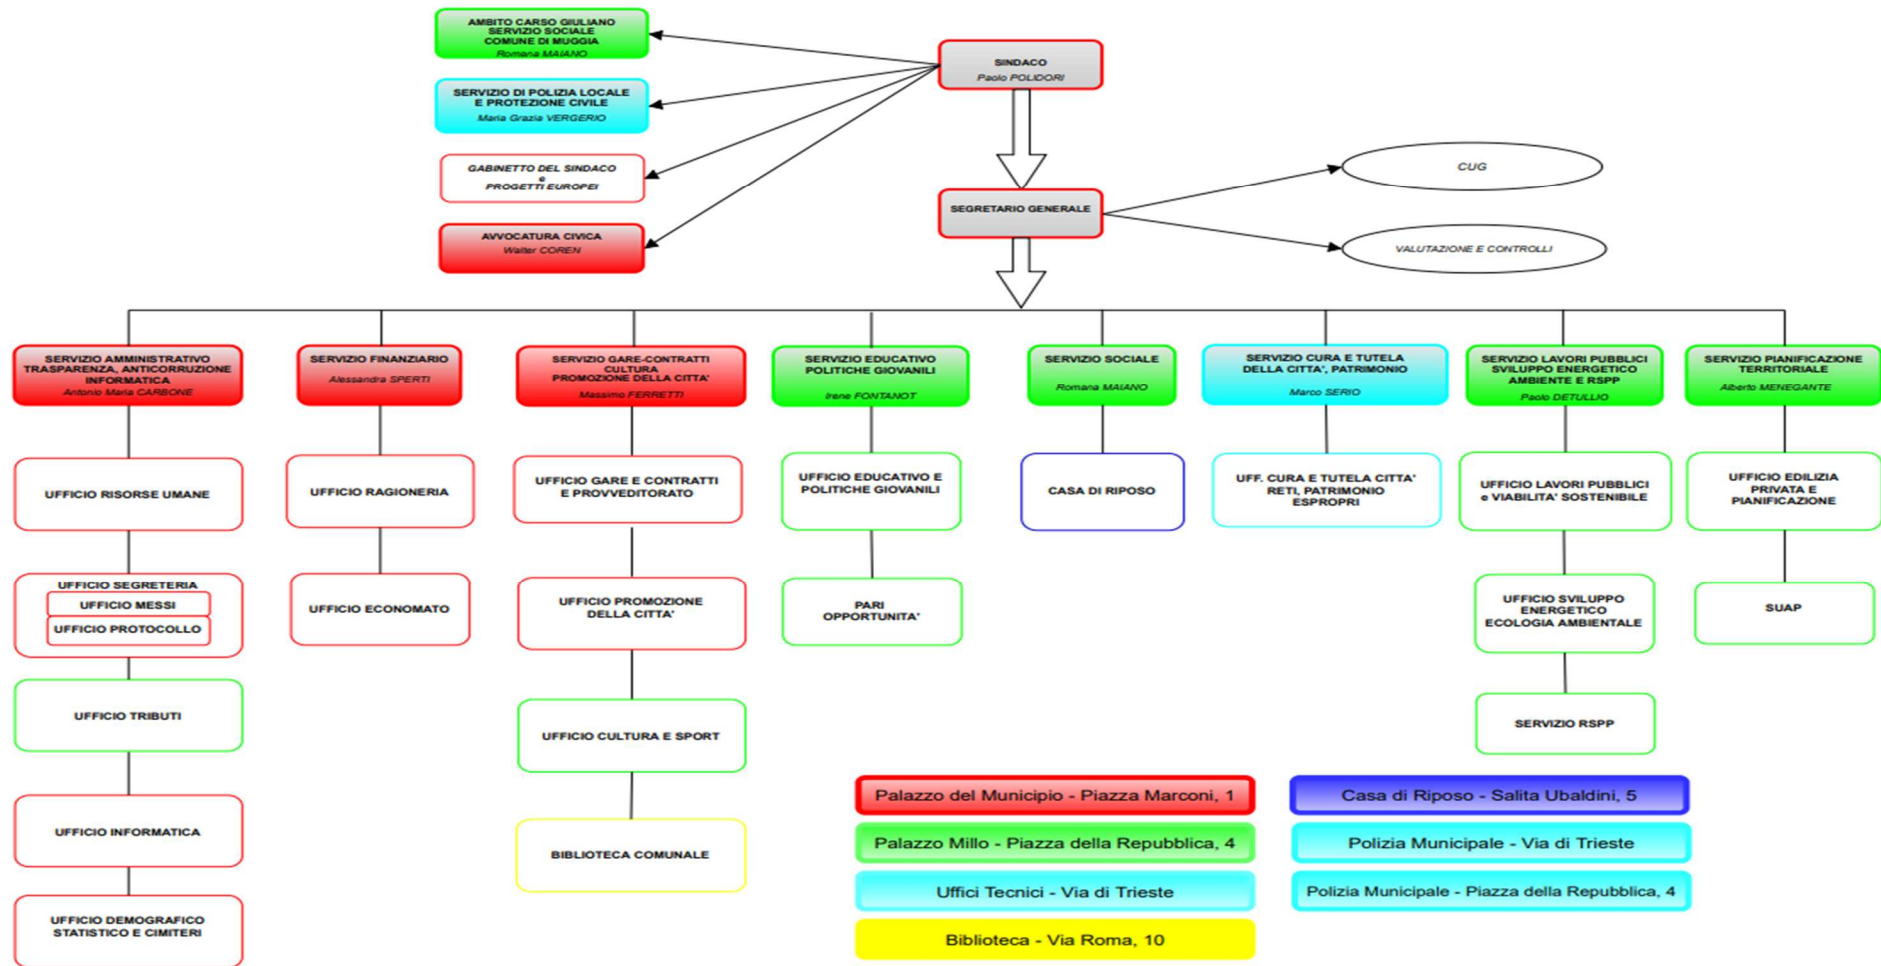 AMBITO CARSO GIULIANO
SERVIZIO SOCIALE
COMUNE DI MUGGIA
Romana MAIANO
SINDACO
Paolo POLIDORI
SERVIZIO DI POLIZIA LOCALE
E PROTEZIONE CIVILE
Maria Grazia VERGERIO
GABINETTO DEL SINDACO
e
PROGETTI EUROPEI
CUG
SEGRETARIO GENERALE
AVVOCATURA CIVICA
Walter COREN
VALUTAZIONE E CONTROLLI
SERVIZIO AMMINISTRATIVO
TRASPARENZA, ANTICORRUZIONE
INFORMATICA
Antonio Maria CARBONE
SERVIZIO FINANZIARIO
Alessandra SPERTI
SERVIZIO GARE-CONTRATTI
CULTURA
PROMOZIONE DELLA CITTA'
Massimo FERRETTI
SERVIZIO EDUCATIVO
POLITICHE GIOVANILI
Irene FONTANOT
SERVIZIO SOCIALE
Romana MAIANO
SERVIZIO CURA E TUTELA
DELLA CITTA', PATRIMONIO
Marco SERIO
SERVIZIO LAVORI PUBBLICI
SVILUPPO ENERGETICO
AMBIENTE E RSPP
Paolo DETULLIO
SERVIZIO PIANIFICAZIONE
TERRITORIALE
Alberto MENEGANTE
UFFICIO RISORSE UMANE
UFFICIO RAGIONERIA
UFFICIO GARE E CONTRATTI
E PROVVEDITORATO
UFFICIO EDUCATIVO E
POLITICHE GIOVANILI
CASA DI RIPOSO
UFF. CURA E TUTELA CITTA'
RETI, PATRIMONIO
ESPROPRI
UFFICIO LAVORI PUBBLICI
e VIABILITA' SOSTENIBILE
UFFICIO EDILIZIA
PRIVATA E
PIANIFICAZIONE
UFFICIO SEGRETERIA
UFFICIO MESSI
UFFICIO PROTOCOLLO
UFFICIO ECONOMATO
UFFICIO PROMOZIONE
DELLA CITTA'
PARI
OPPORTUNITA'
UFFICIO SVILUPPO
ENERGETICO
ECOLOGIA AMBIENTALE
SUAP
UFFICIO TRIBUTI
UFFICIO CULTURA E SPORT
SERVIZIO RSPP
UFFICIO INFORMATICA
BIBLIOTECA COMUNALE
UFFICIO DEMOGRAFICO
STATISTICO E CIMITERI
Palazzo del Municipio - Piazza Marconi, 1
Casa di Riposo - Salita Ubaldini, 5
Palazzo Millo - Piazza della Repubblica, 4
Polizia Municipale - Via di Trieste
Uffici Tecnici - Via di Trieste
Polizia Municipale - Piazza della Repubblica, 4
Biblioteca - Via Roma, 10